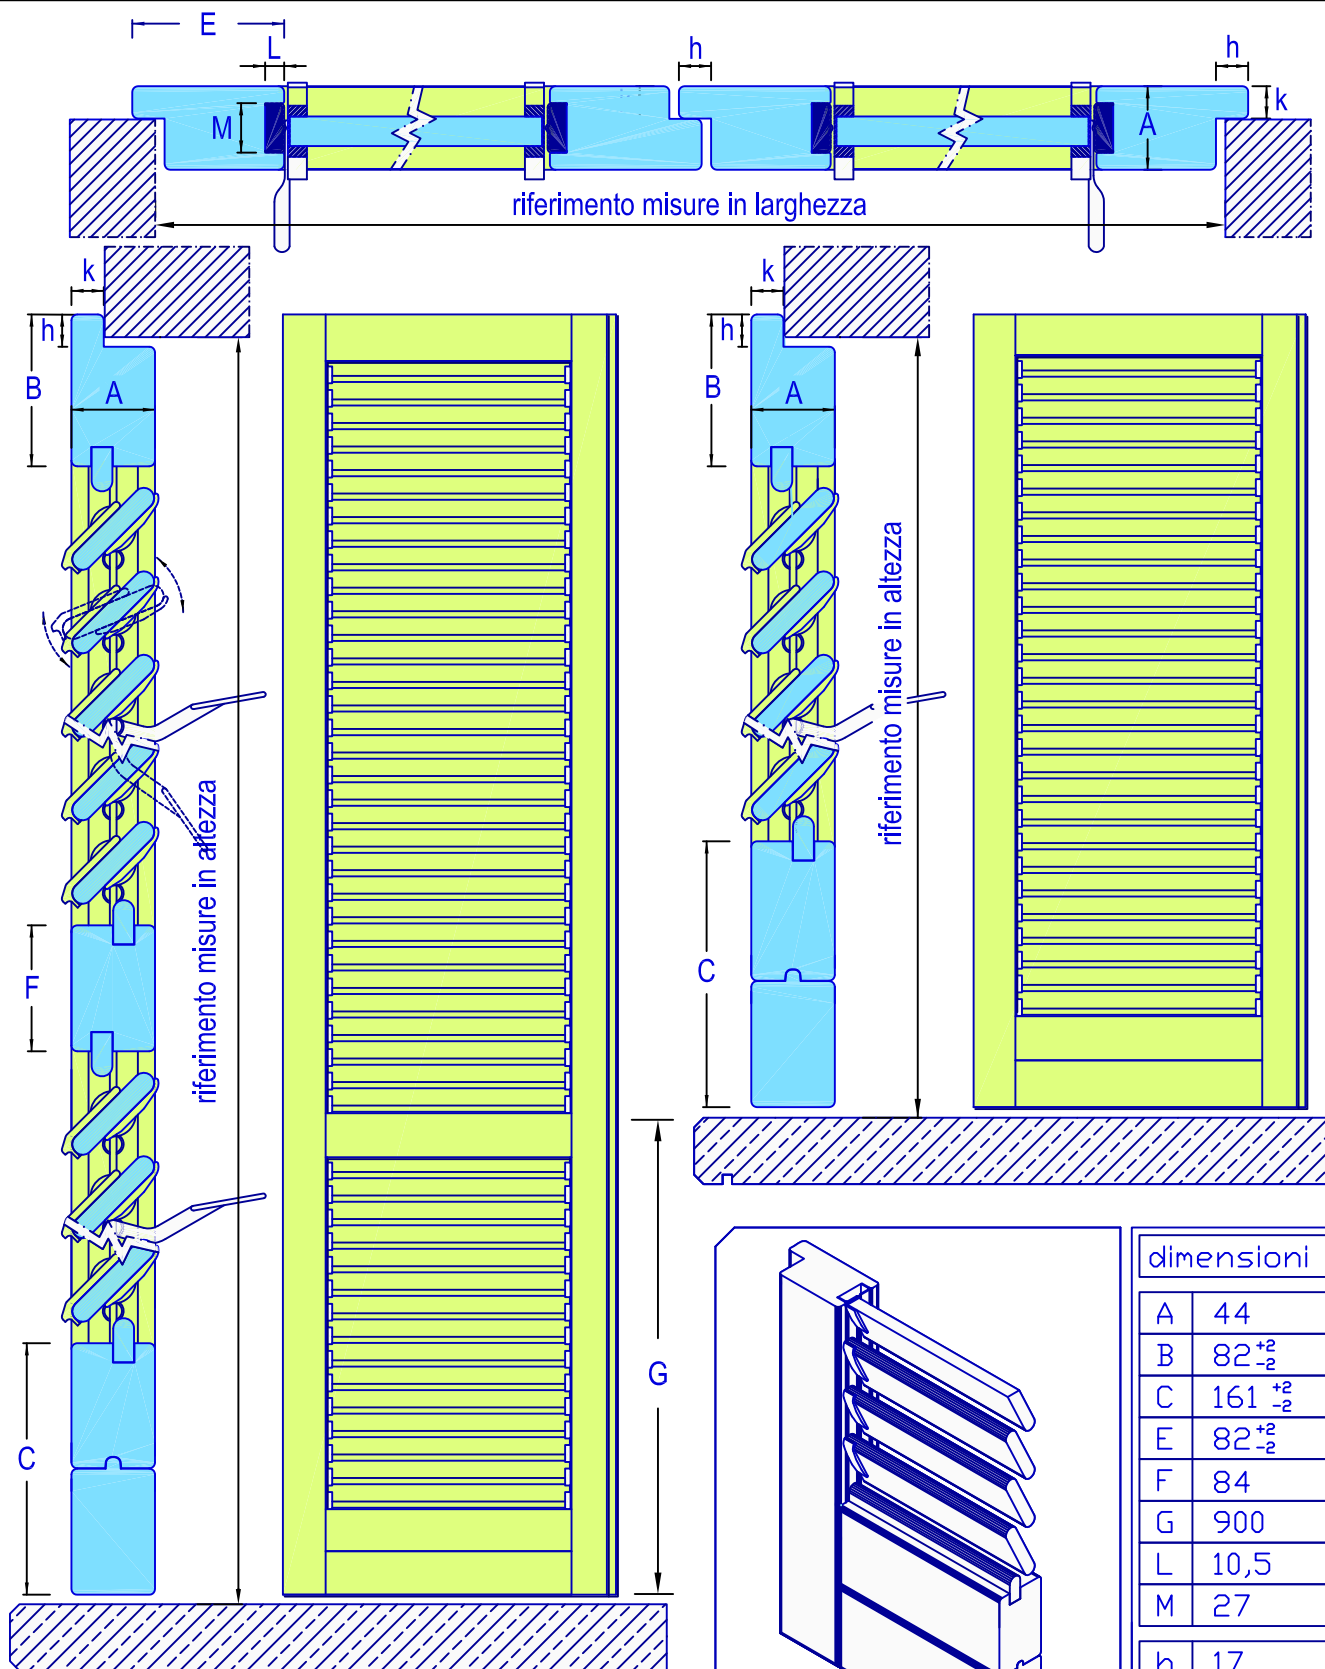 E
L
h
h
M
A
k
riferimento misure in larghezza
k
h
B
A
riferimento misure in altezza
F
C
G
k
h
B
A
riferimento misure in altezza
C
dimensioni
A 44
B 82 +2 -2
C 161 +2 -2
E 82 +2 -2
F 84
G 900
L 10,5
M 27
h 17